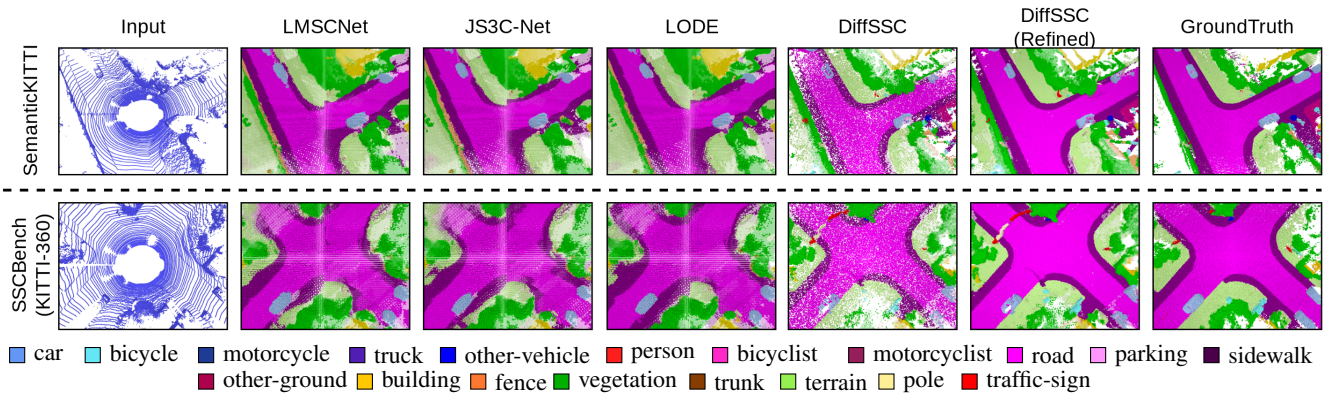 Input LMSCNet JS3C-Net LODE DiffSSC DiffSSC (Refined) GroundTruth
SemanticKITTI
SSCBench
(KITTI-360)
car bicycle motorcycle truck other-vehicle person bicyclist motorcyclist road parking sidewalk
other-ground building fence vegetation trunk terrain pole traffic-sign